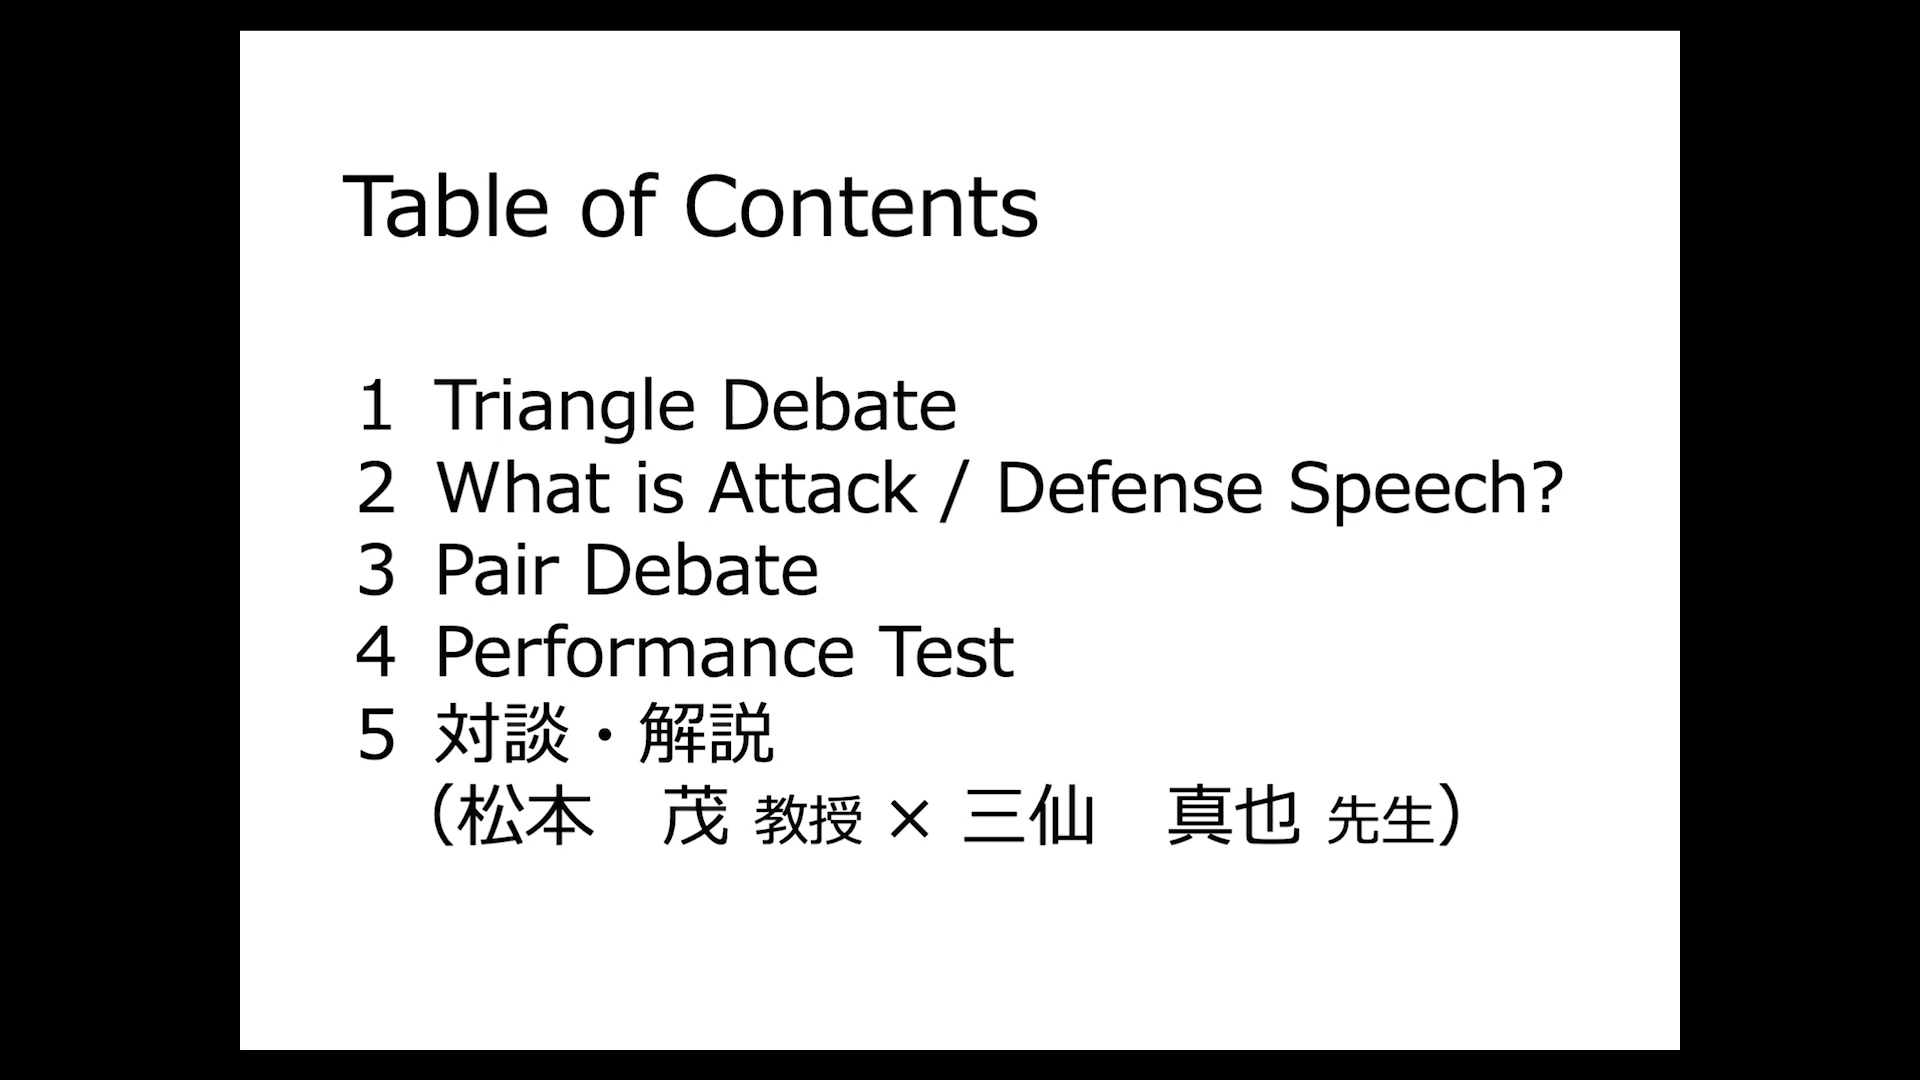 Table of Contents
1 Triangle Debate
2 What is Attack / Defense Speech?
3 Pair Debate
4 Performance Test
5 対談・解説
（松本　茂 教授 × 三仙　真也 先生）